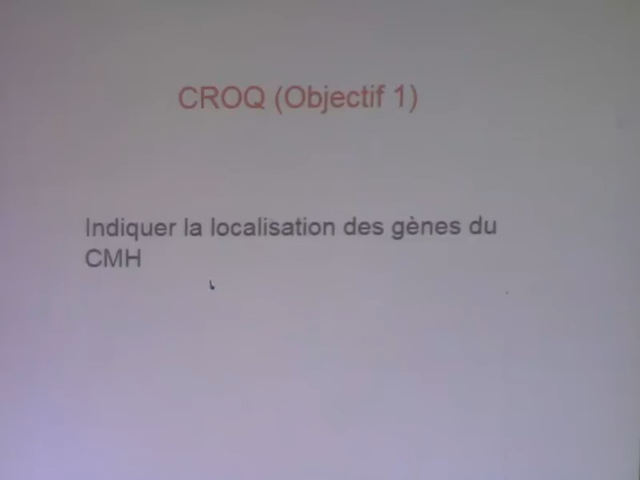 CROQ (Objectif 1)
Indiquer la localisation des gènes du
CMH